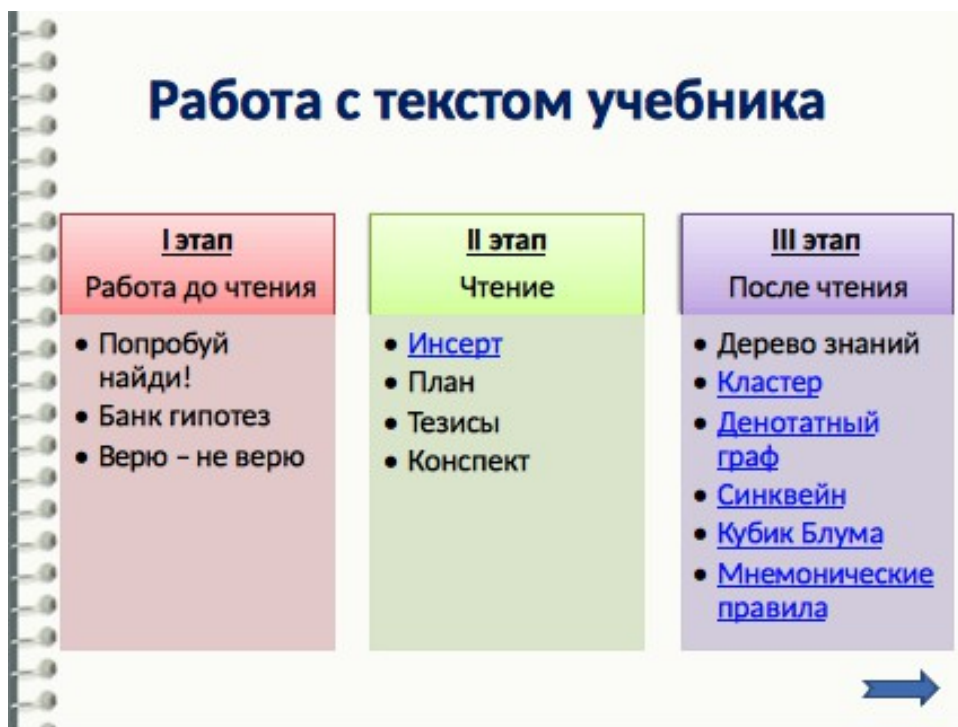 Работа с текстом учебника
I этап
Работа до чтения
• Попробуй
найди!
• Банк гипотез
• Верю – не верю
II этап
Чтение
• Инсерт
• План
• Тезисы
• Конспект
III этап
После чтения
• Дерево знаний
• Кластер
• Денотатный
граф
• Синквейн
• Кубик Блума
• Мнемонические
правила